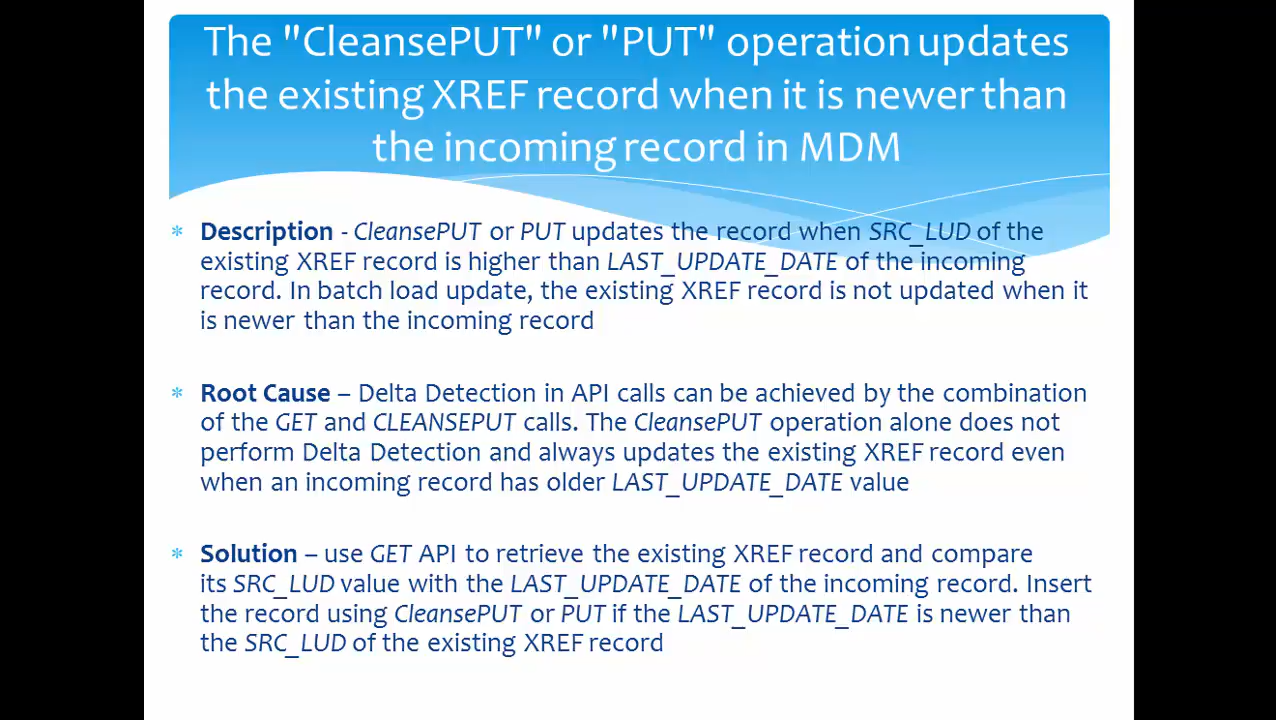 The "CleansePUT" or "PUT" operation updates
the existing XREF record when it is newer than
the incoming record in MDM
* Description - CleansePUT or PUT updates the record when SRC_LUD of the
existing XREF record is higher than LAST_UPDATE_DATE of the incoming
record. In batch load update, the existing XREF record is not updated when it
is newer than the incoming record
* Root Cause – Delta Detection in API calls can be achieved by the combination
of the GET and CLEANSEPUT calls. The CleansePUT operation alone does not
perform Delta Detection and always updates the existing XREF record even
when an incoming record has older LAST_UPDATE_DATE value
* Solution – use GET API to retrieve the existing XREF record and compare
its SRC_LUD value with the LAST_UPDATE_DATE of the incoming record. Insert
the record using CleansePUT or PUT if the LAST_UPDATE_DATE is newer than
the SRC_LUD of the existing XREF record